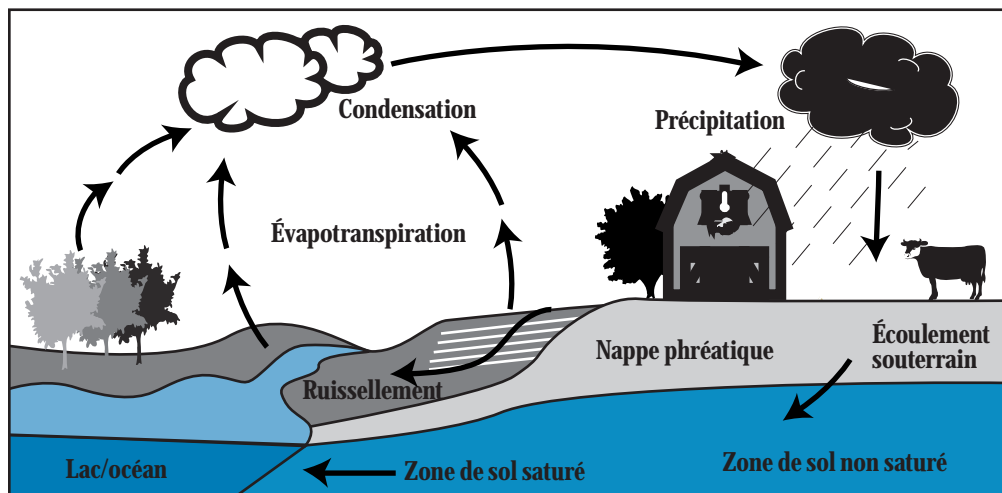 Condensation
Précipitation
Évapotranspiration
Écoulement
souterrain
Nappe phréatique
Ruissellement
Lac/océan
Zone de sol saturé
Zone de sol non saturé